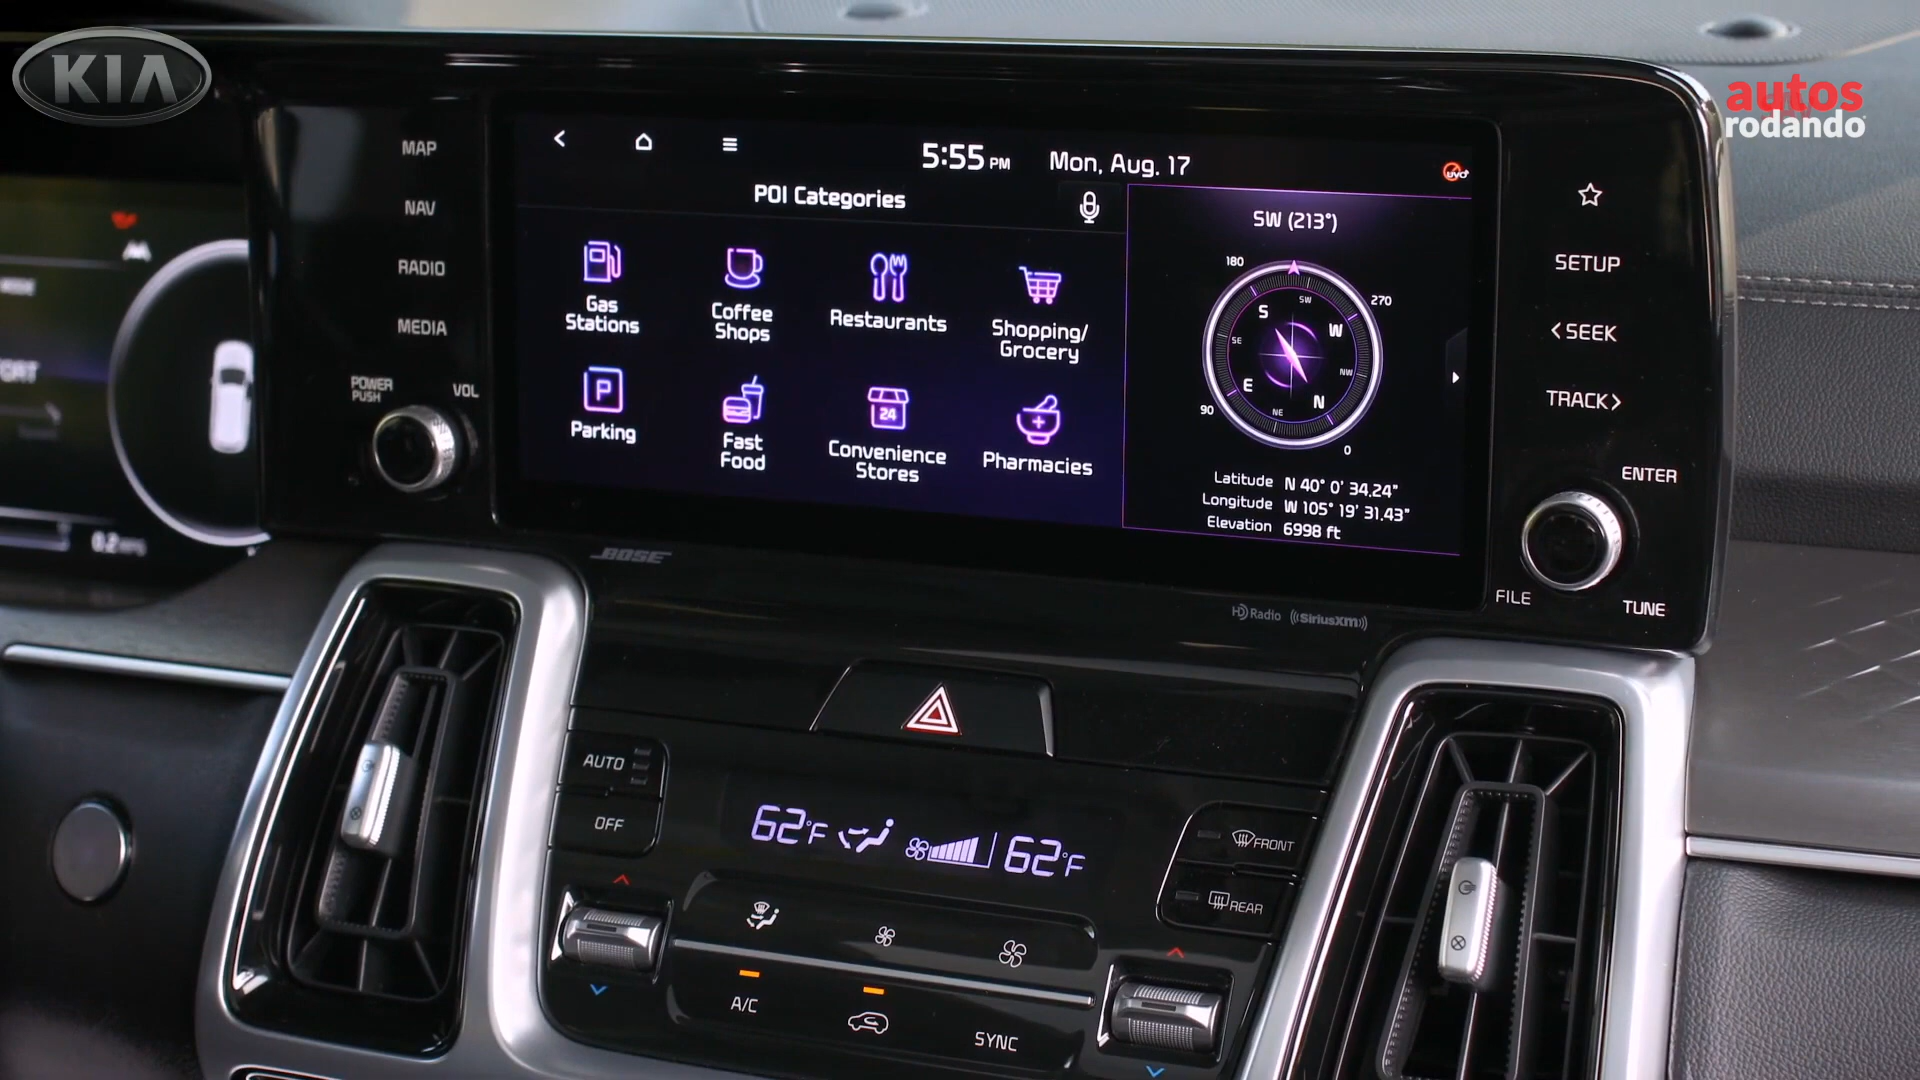 KIA
autos
rodando
MAP
NAV
RADIO
MEDIA
POWER
PUSH
VOL
5:55 PM
Mon, Aug. 17
UVO
POI Categories
Gas
Stations
Coffee
Shops
Restaurants
Shopping/
Grocery
P
Parking
Fast
Food
24
Convenience
Stores
Pharmacies
SW (213°)
180
270
90
0
S
SW
W
NW
N
NE
E
SE
Latitude N 40° 0' 34.24"
Longitude W 105° 19' 31.43"
Elevation 6998 ft
SETUP
<SEEK
TRACK>
ENTER
FILE
TUNE
BOSE
HD Radio
((SiriusXM))
AUTO
OFF
62°F
62°F
FRONT
REAR
A/C
SYNC